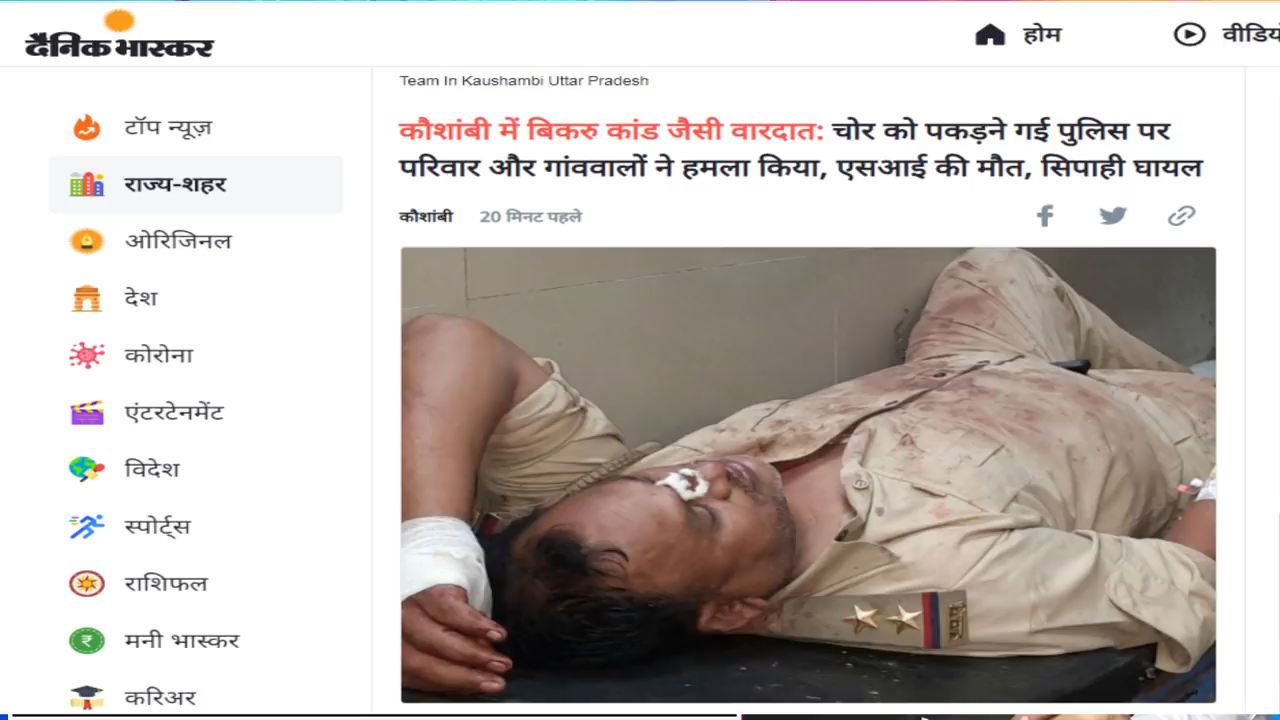 दैनिक भास्कर
होम
Team In Kaushambi Uttar Pradesh
कौशांबी में बिकरु कांड जैसी वारदात: चोर को पकड़ने गई पुलिस पर
परिवार और गांववालों ने हमला किया, एसआई की मौत, सिपाही घायल
कौशांबी 20 मिनट पहले
टॉप न्यूज़
राज्य-शहर
ओरिजिनल
देश
कोरोना
एंटरटेनमेंट
विदेश
स्पोर्ट्स
राशिफल
मनी भास्कर
करिअर